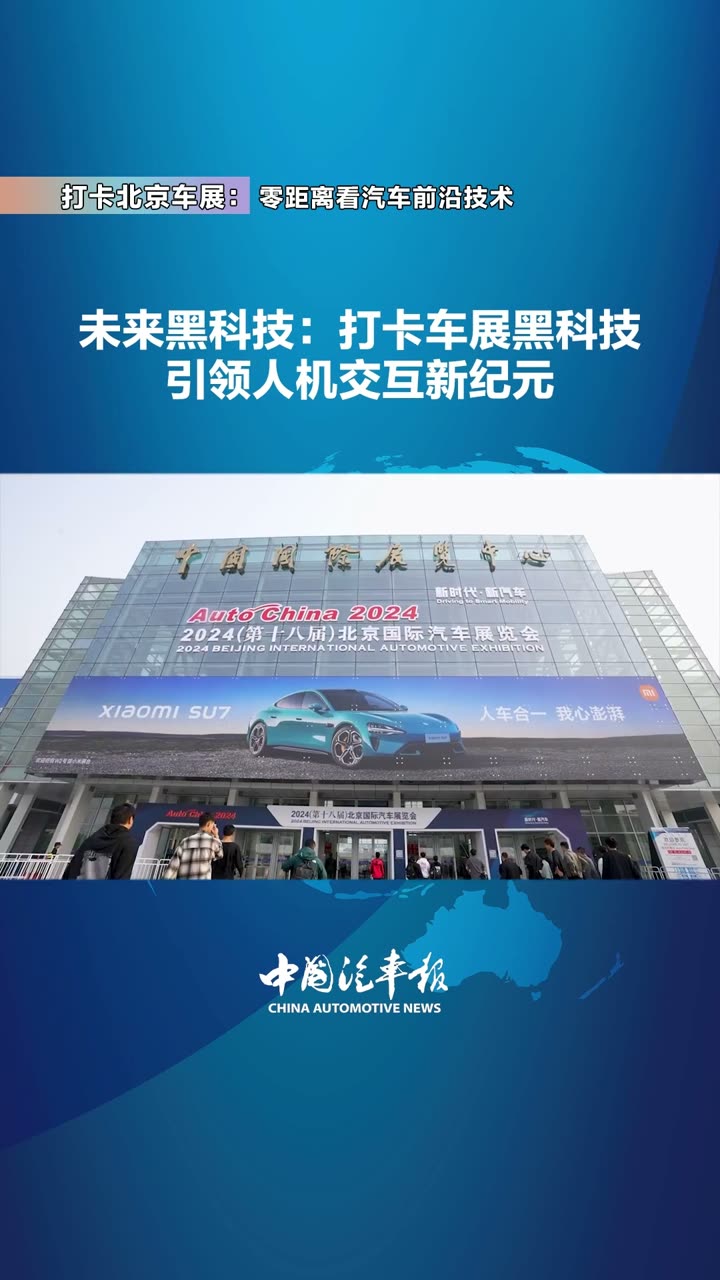 打卡北京车展：零距离看汽车前沿技术
未来黑科技：打卡车展黑科技
引领人机交互新纪元
中国国际展览中心
新时代·新汽车
Driving to Smart Mobility
Auto China 2024
2024(第十八届)北京国际汽车展览会
2024 BEIJING INTERNATIONAL AUTOMOTIVE EXHIBITION
XIAOMI SU7
人车合一 我心澎湃
Auto China 2024
2024(第十八届)北京国际汽车展览会
2024 BEIJING INTERNATIONAL AUTOMOTIVE EXHIBITION
中国汽车报
CHINA AUTOMOTIVE NEWS